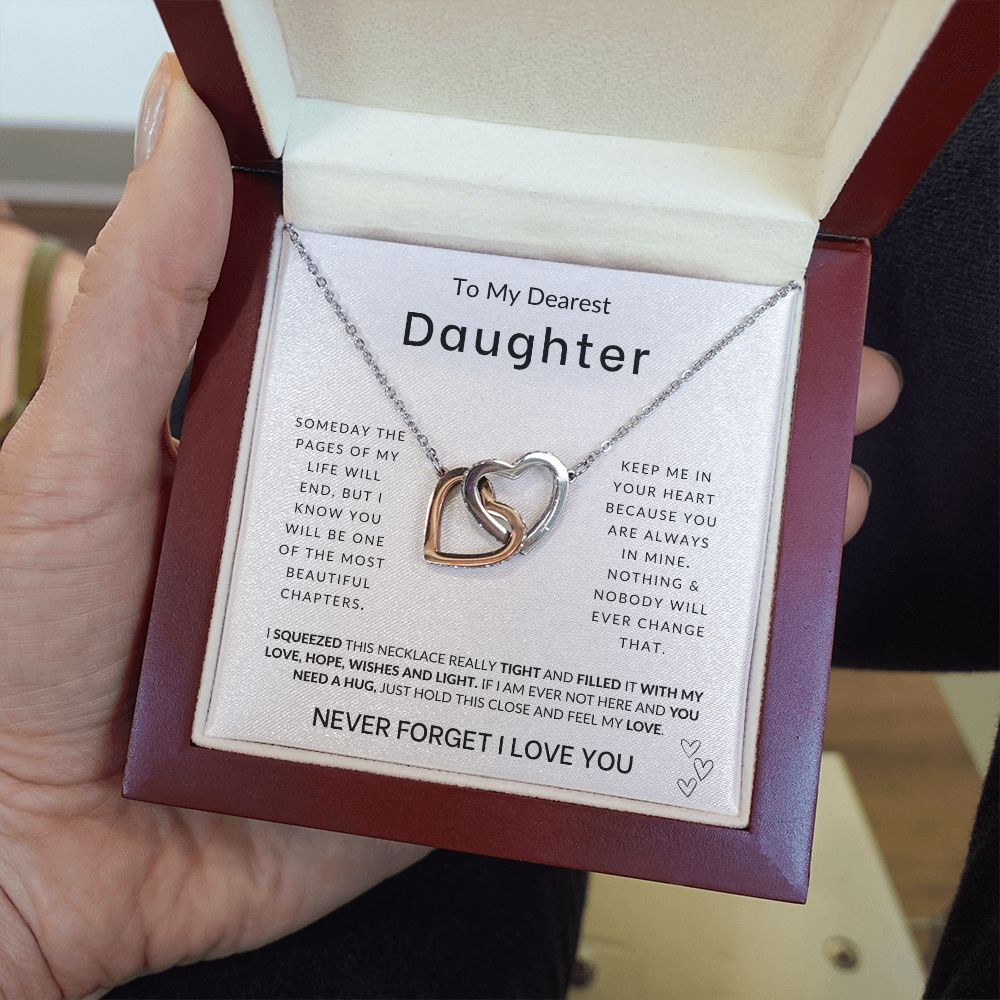 To My Dearest
Daughter
SOMEDAY THE
PAGES OF MY
LIFE WILL
END, BUT I
KNOW YOU
WILL BE ONE
OF THE MOST
BEAUTIFUL
CHAPTERS.
KEEP ME IN
YOUR HEART
BECAUSE YOU
ARE ALWAYS
IN MINE.
NOTHING &
NOBODY WILL
EVER CHANGE
THAT.
I SQUEEZED THIS NECKLACE REALLY TIGHT AND FILLED IT WITH MY
LOVE, HOPE, WISHES AND LIGHT. IF I AM EVER NOT HERE AND YOU
NEED A HUG, JUST HOLD THIS CLOSE AND FEEL MY LOVE.
NEVER FORGET I LOVE YOU